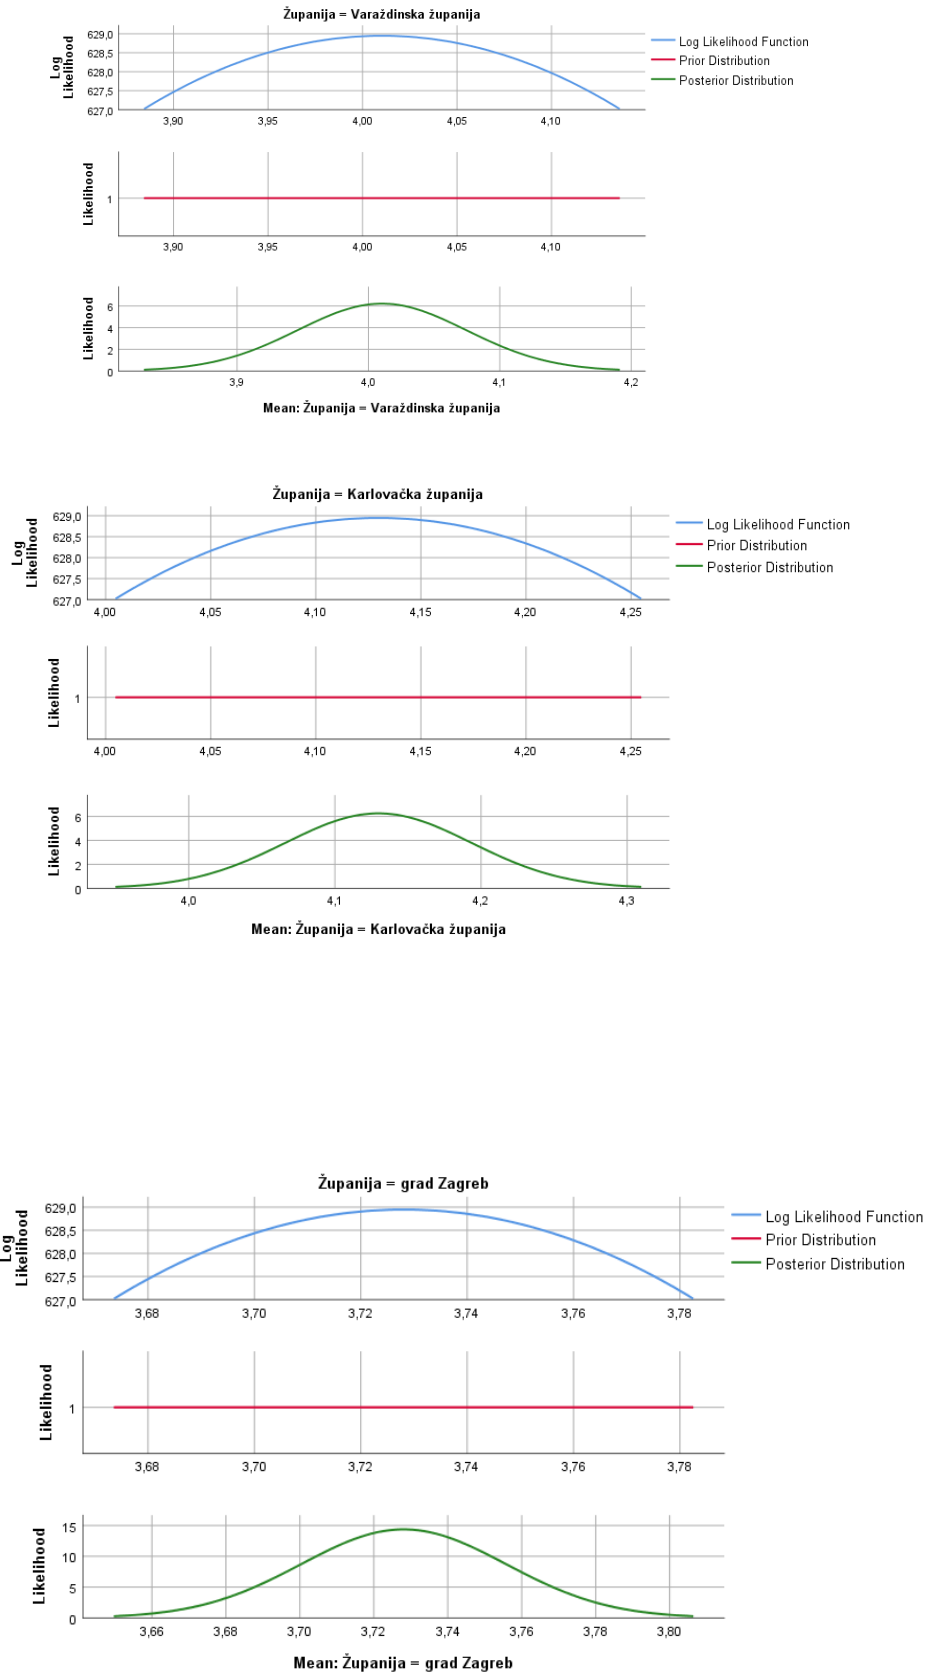 Županija = Varaždinska županija
Log Likelihood
629,0
628,5
628,0
627,5
627,0
3,90 3,95 4,00 4,05 4,10
Log Likelihood Function
Prior Distribution
Posterior Distribution
Likelihood
1
3,90 3,95 4,00 4,05 4,10
Likelihood
6
4
2
0
3,9 4,0 4,1 4,2
Mean: Županija = Varaždinska županija
Županija = Karlovačka županija
Log Likelihood
629,0
628,5
628,0
627,5
627,0
4,00 4,05 4,10 4,15 4,20 4,25
Log Likelihood Function
Prior Distribution
Posterior Distribution
Likelihood
1
4,00 4,05 4,10 4,15 4,20 4,25
Likelihood
6
4
2
0
4,0 4,1 4,2 4,3
Mean: Županija = Karlovačka županija
Županija = grad Zagreb
Log Likelihood
629,0
628,5
628,0
627,5
627,0
3,68 3,70 3,72 3,74 3,76 3,78
Log Likelihood Function
Prior Distribution
Posterior Distribution
Likelihood
1
3,68 3,70 3,72 3,74 3,76 3,78
Likelihood
15
10
5
0
3,66 3,68 3,70 3,72 3,74 3,76 3,78 3,80
Mean: Županija = grad Zagreb